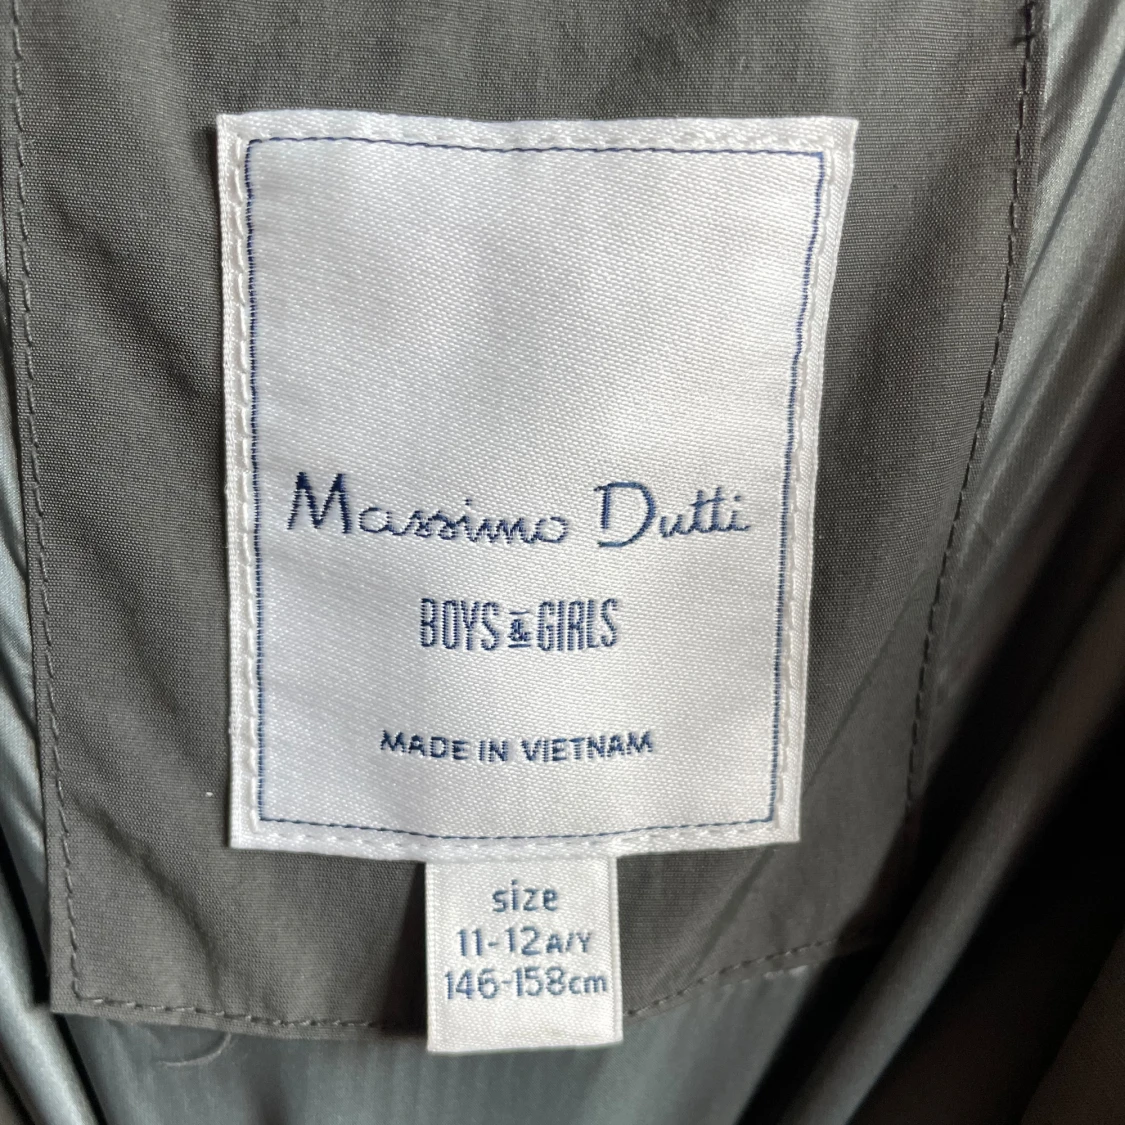 Massimo Dutti
BOYS & GIRLS
MADE IN VIETNAM
size
11-12A/Y
146-158cm